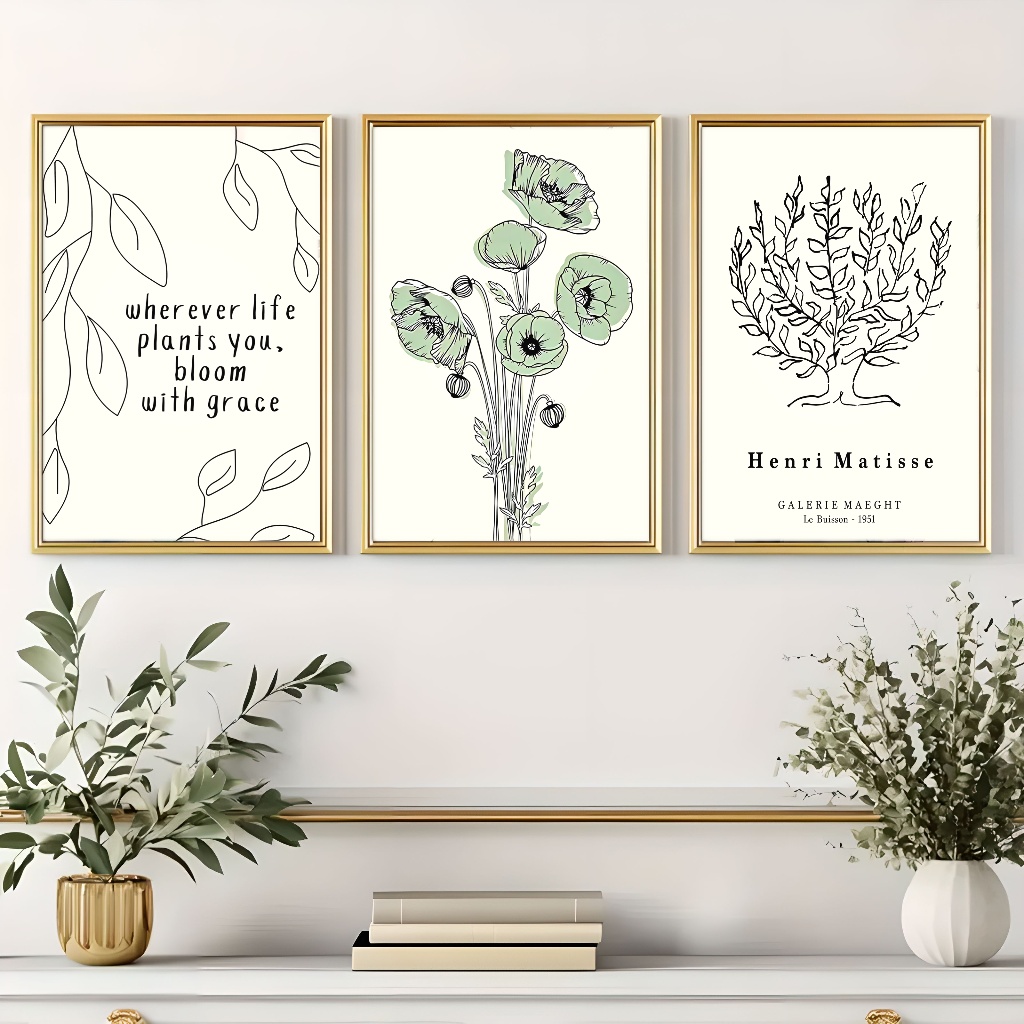 wherever life
plants you,
bloom
with grace
Henri Matisse
GALERIE MAEGHT
Le Buisson - 1951